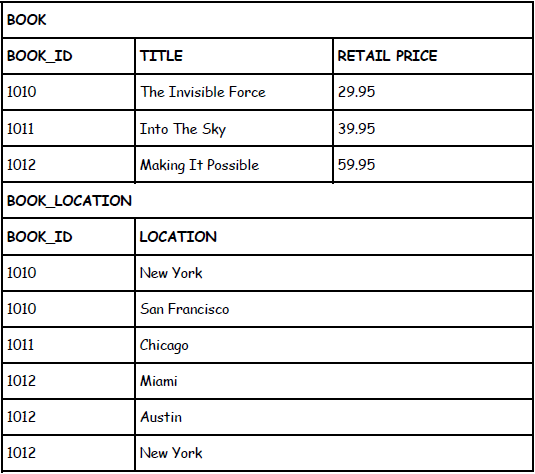 BOOK
BOOK_ID TITLE RETAIL PRICE
1010 The Invisible Force 29.95
1011 Into The Sky 39.95
1012 Making It Possible 59.95
BOOK_LOCATION
BOOK_ID LOCATION
1010 New York
1010 San Francisco
1011 Chicago
1012 Miami
1012 Austin
1012 New York